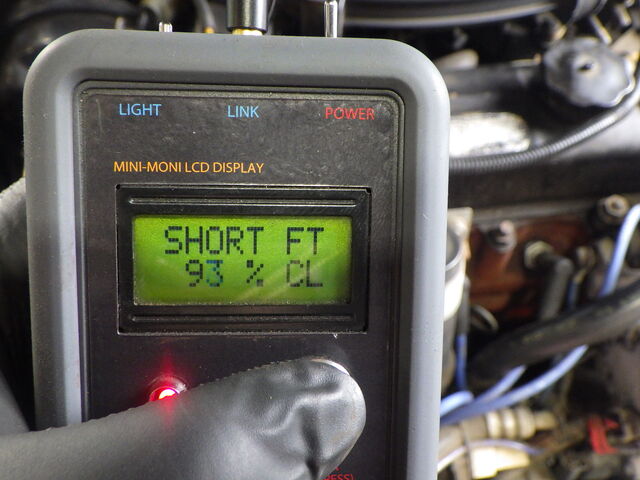 LIGHT LINK POWER
MINI-MONI LCD DISPLAY
SHORT FT
93 % CL